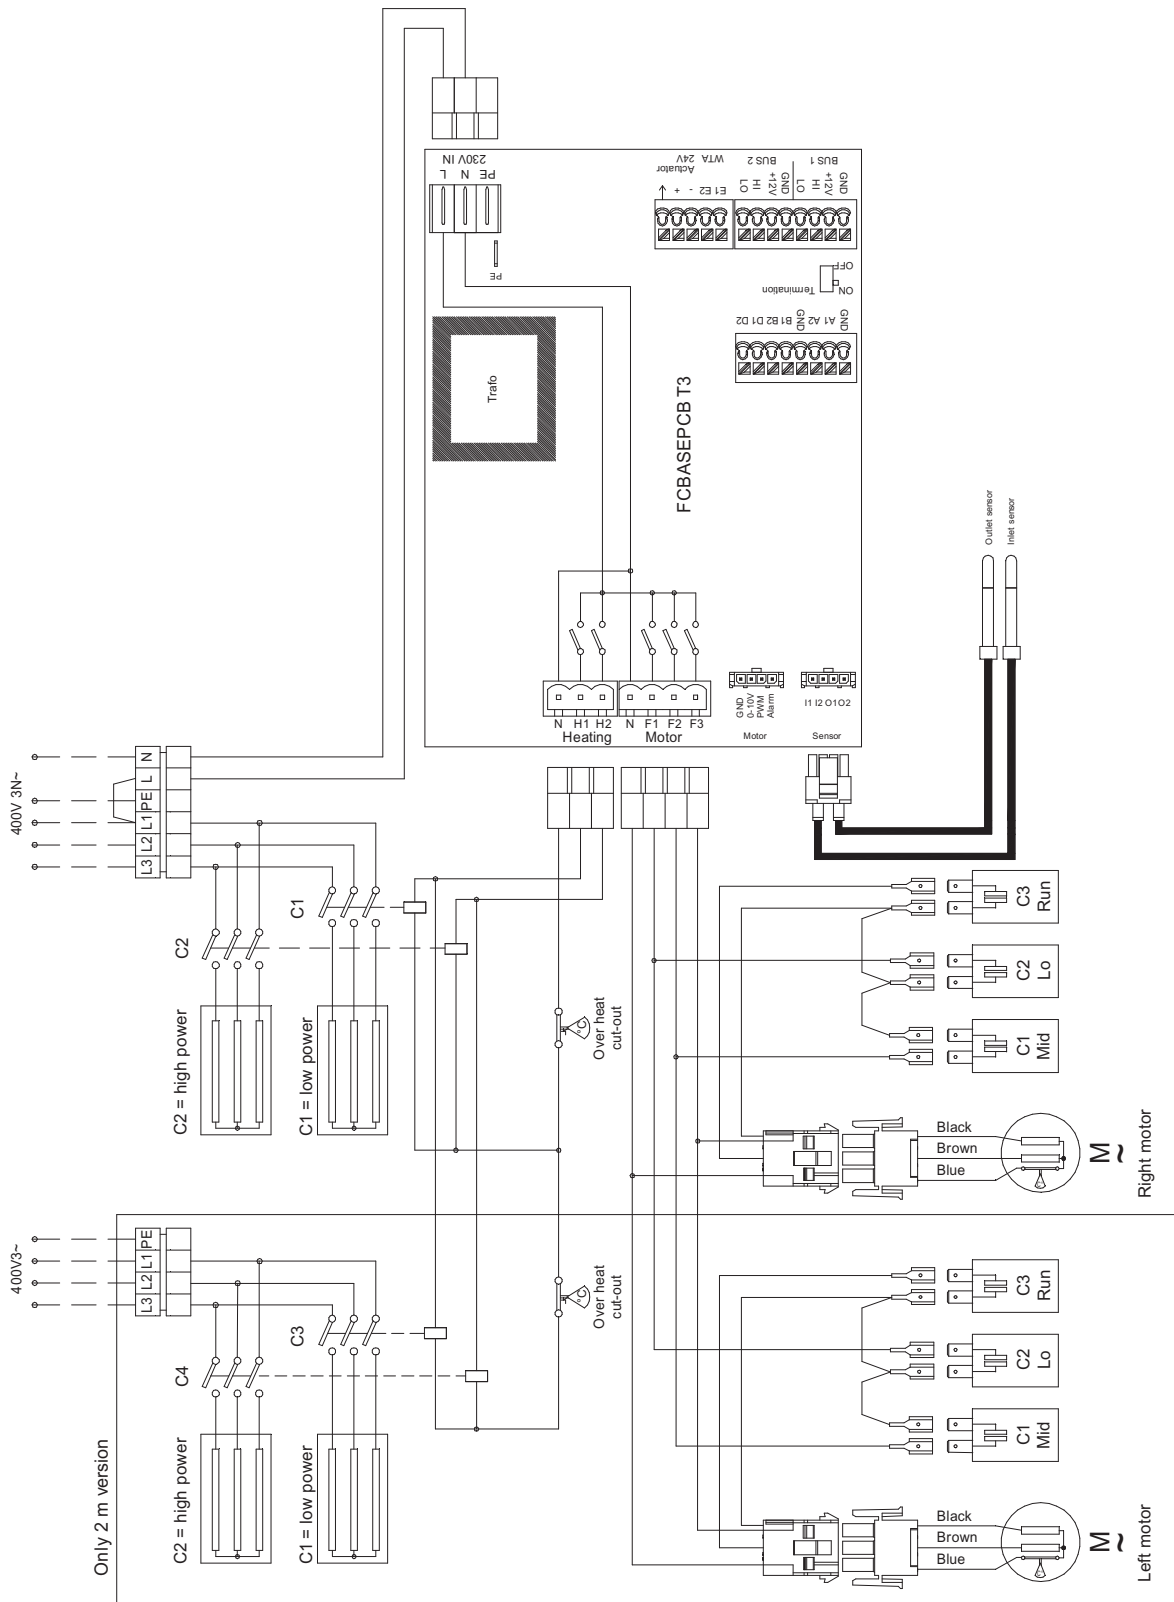 230V IN
L N PE
PE
Actuator
WTA 24V
↑ + - E1 E2
BUS 2
LO HI +12V GND
BUS 1
LO HI +12V GND
OFF
ON
Termination
D2 D1 B2 B1 GND A2 A1 GND
Trafo
FCBASEPCB T3
N H1 H2
Heating
N F1 F2 F3
Motor
GND
0-10V
PWM
Alarm
Motor
I1 I2 O1 O2
Sensor
Outlet sensor
Inlet sensor
400V 3N~
L3 L2 L1 PE L N
C2
C1
C2 = high power
C1 = low power
Over heat
cut-out
°C
C3
Run
C2
Lo
C1
Mid
Black
Brown
Blue
M
~
Right motor
Only 2 m version
400V3~
L3 L2 L1 PE
C4
C3
C2 = high power
C1 = low power
Over heat
cut-out
°C
C3
Run
C2
Lo
C1
Mid
Black
Brown
Blue
M
~
Left motor